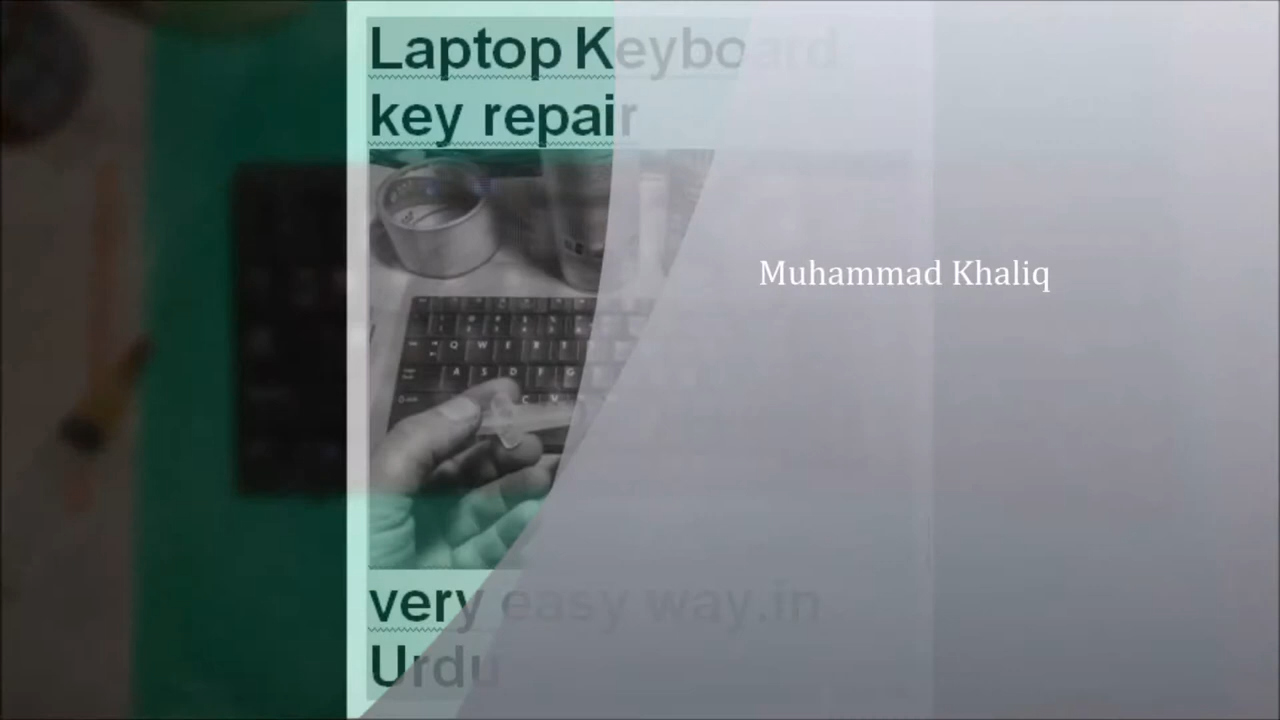 Laptop Keyboard
key repair
Muhammad Khaliq
Q W E R T
A S D F G
C V
very easy way.in
Urdu